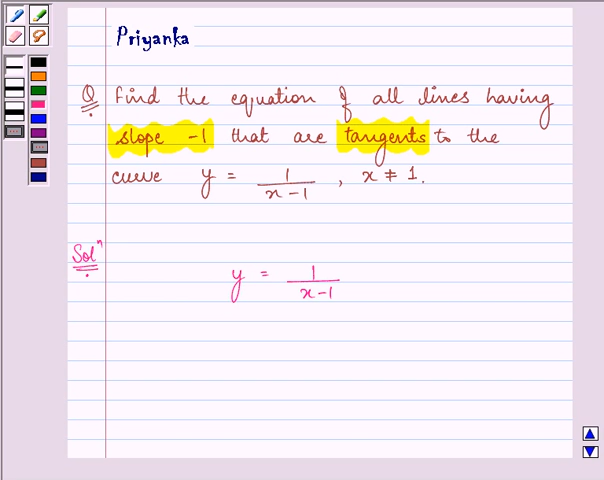 Priyanka
Q Find the equation of all lines having
slope -1 that are tangents to the
curve y = 1/(x-1) , x ≠ 1.
Solⁿ
y = 1/(x-1)